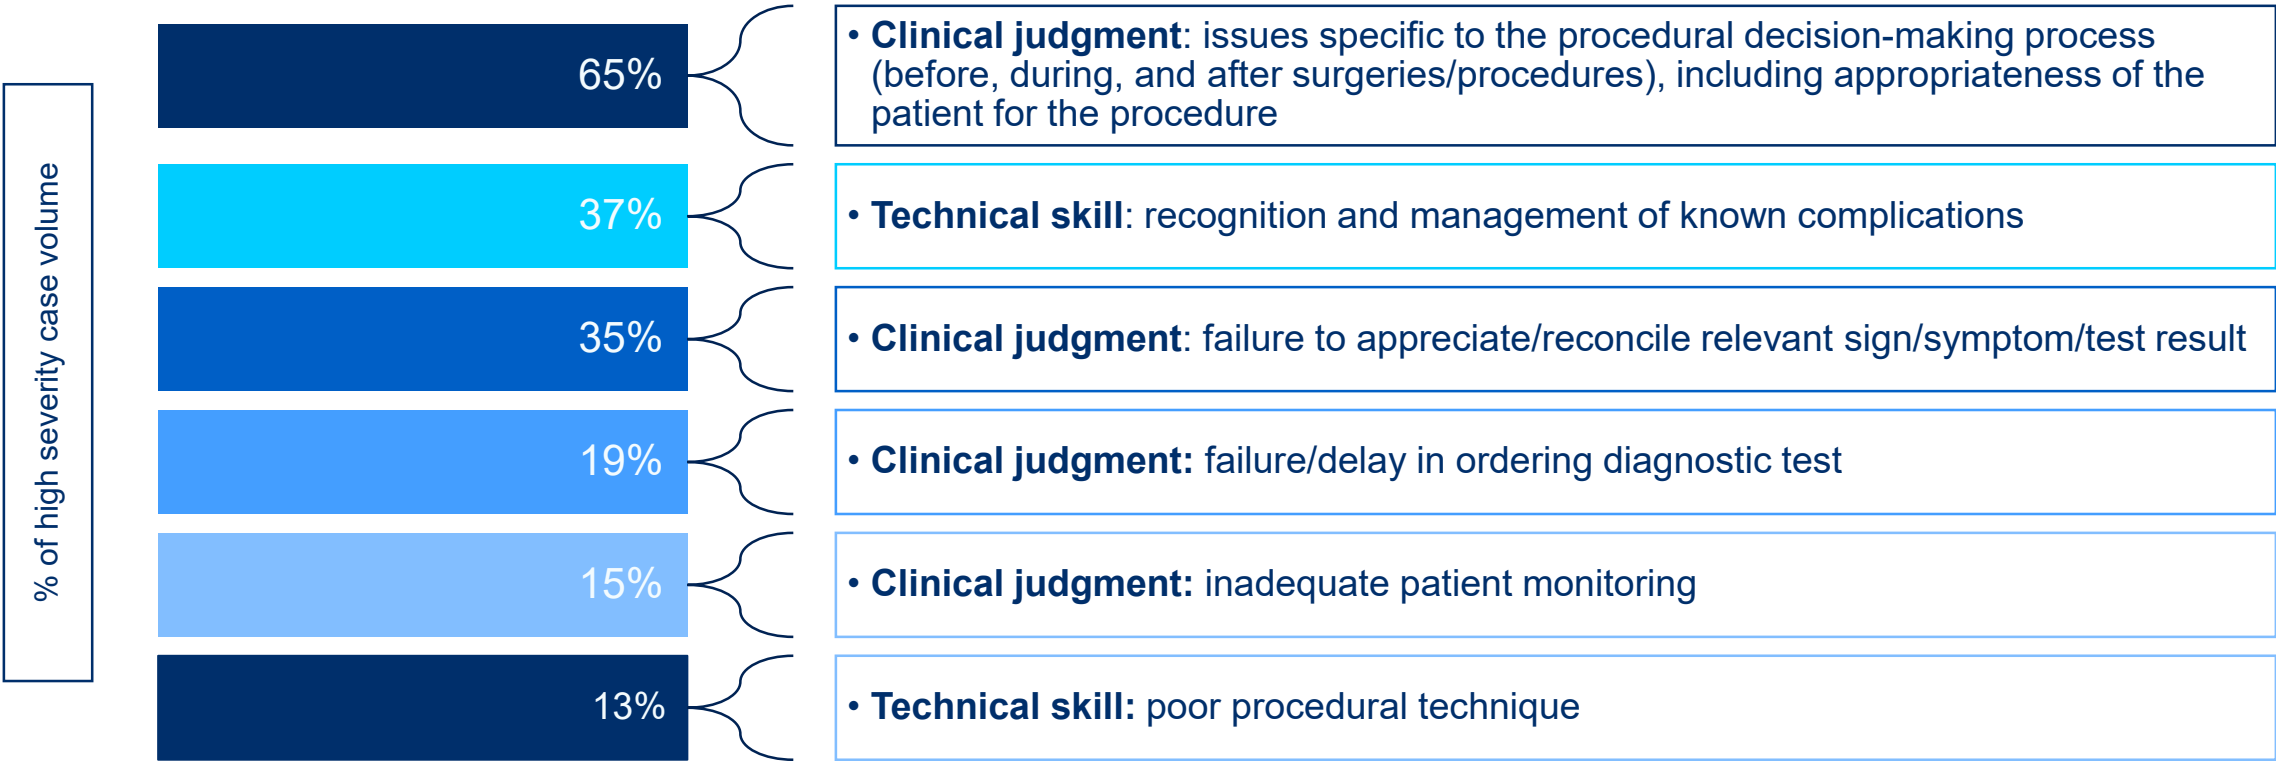 % of high severity case volume
65%
• Clinical judgment: issues specific to the procedural decision-making process
(before, during, and after surgeries/procedures), including appropriateness of the
patient for the procedure
37%
• Technical skill: recognition and management of known complications
35%
• Clinical judgment: failure to appreciate/reconcile relevant sign/symptom/test result
19%
• Clinical judgment: failure/delay in ordering diagnostic test
15%
• Clinical judgment: inadequate patient monitoring
13%
• Technical skill: poor procedural technique